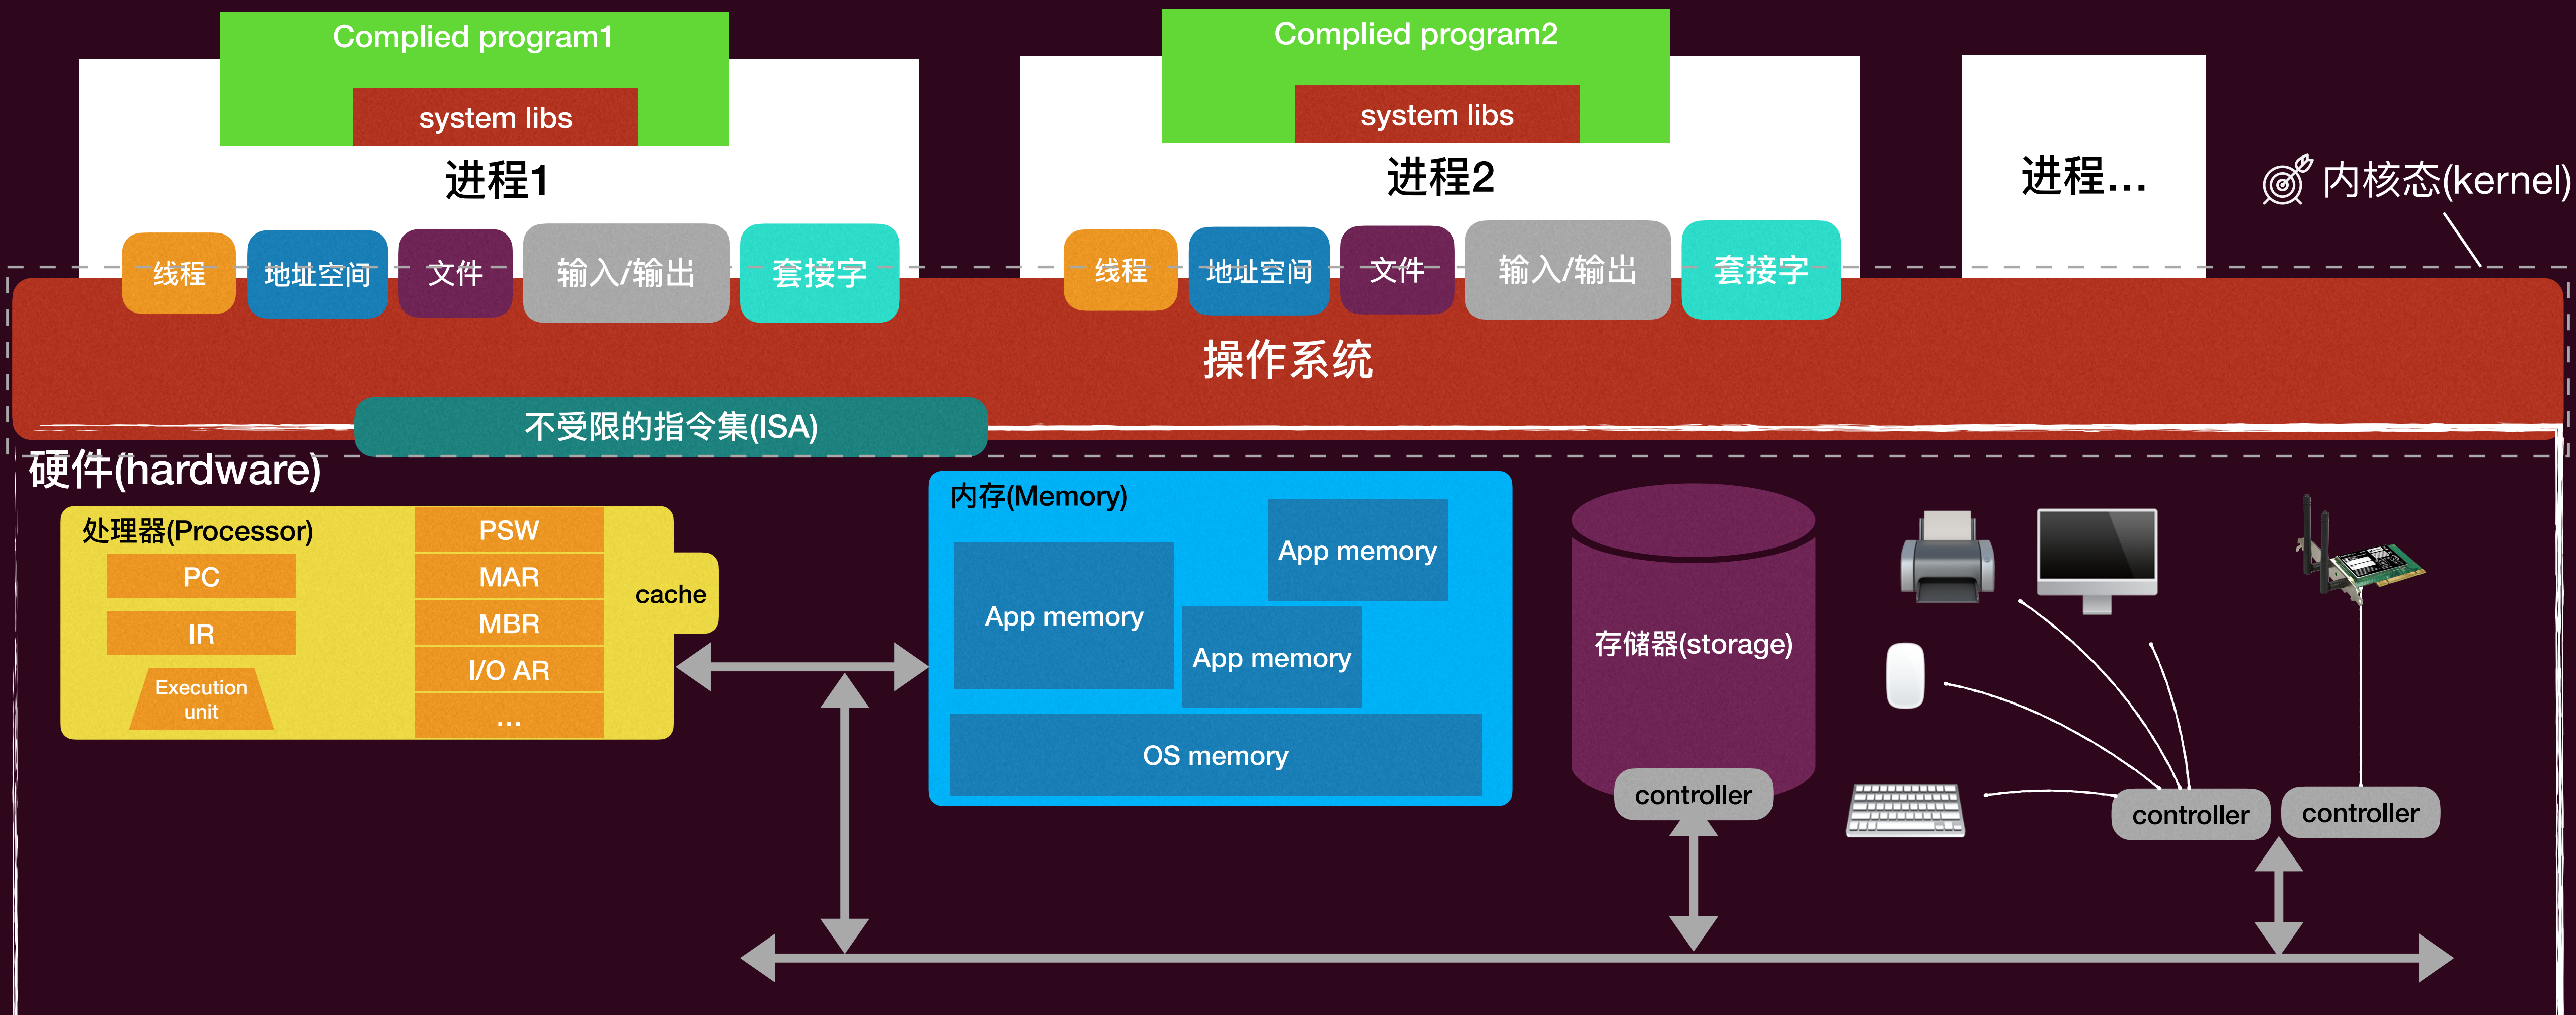 Complied program1
system libs
进程1
线程
地址空间
文件
输入/输出
套接字
Complied program2
system libs
进程2
线程
地址空间
文件
输入/输出
套接字
进程...
内核态(kernel)
操作系统
不受限的指令集(ISA)
硬件(hardware)
处理器(Processor)
PC
IR
Execution
unit
PSW
MAR
MBR
I/O AR
...
cache
内存(Memory)
App memory
App memory
App memory
OS memory
存储器(storage)
controller
controller
controller